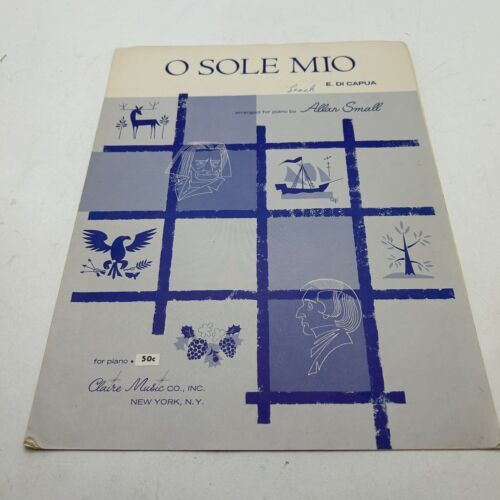 O SOLE MIO
E. DI CAPUA
arranged for piano by Allan Small
for piano • 50c
Claire Music CO., INC.
NEW YORK, N.Y.